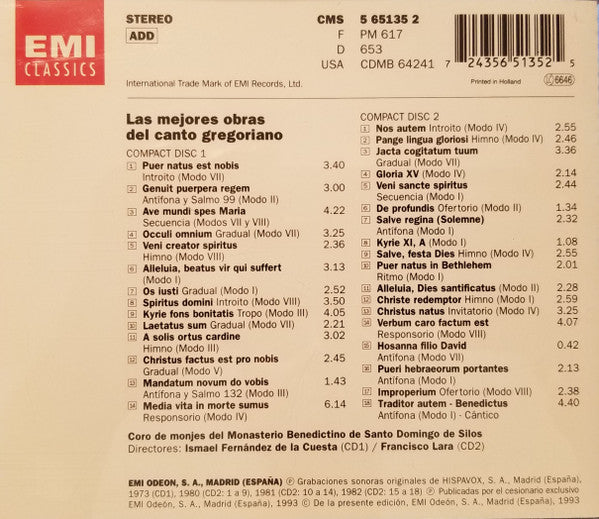 EMI
CLASSICS
STEREO
ADD
CMS 5 65135 2
F PM 617
D 653
USA CDMB 64241
7 24356 51352 5
International Trade Mark of EMI Records, Ltd.
Printed in Holland
6646
Las mejores obras
del canto gregoriano
COMPACT DISC 1
1 Puer natus est nobis 3.40
Introito (Modo VII)
2 Genuit puerpera regem 3.00
Antífona y Salmo 99 (Modo II)
3 Ave mundi spes Maria 4.22
Secuencia (Modos VII y VIII)
4 Occuli omnium Gradual (Modo VII) 3.25
5 Veni creator spiritus 2.36
Himno (Modo VIII)
6 Alleluia, beatus vir qui suffert 3.13
(Modo I)
7 Os iusti Gradual (Modo I) 2.52
8 Spiritus domini Introito (Modo VIII) 3.50
9 Kyrie fons bonitatis Tropo (Modo III) 4.05
10 Laetatus sum Gradual (Modo VII) 2.21
11 A solis ortus cardine 3.02
Himno (Modo III)
12 Christus factus est pro nobis 2.45
Gradual (Modo V)
13 Mandatum novum do vobis 1.43
Antífona y Salmo 132 (Modo III)
14 Media vita in morte sumus 6.14
Responsorio (Modo IV)
COMPACT DISC 2
1 Nos autem Introito (Modo IV) 2.55
2 Pange lingua gloriosi Himno (Modo IV) 2.46
3 Jacta cogitatum tuum 3.36
Gradual (Modo VII)
4 Gloria XV (Modo IV) 2.14
5 Veni sancte spiritus 2.44
Secuencia (Modo I)
6 De profundis Ofertorio (Modo II) 1.34
7 Salve regina (Solemne) 2.32
Antífona (Modo I)
8 Kyrie XI, A (Modo I) 1.08
9 Salve, festa Dies Himno (Modo IV) 2.55
10 Puer natus in Bethlehem 2.01
Ritmo (Modo I)
11 Alleluia, Dies santificatus (Modo II) 2.28
12 Christe redemptor Himno (Modo I) 2.59
13 Christus natus Invitatorio (Modo IV) 3.25
14 Verbum caro factum est 4.07
Responsorio (Modo VIII)
15 Hosanna filio David 0.42
Antífona (Modo VII)
16 Pueri hebraeorum portantes 2.13
Antífona (Modo I)
17 Improperium Ofertorio (Modo VIII) 2.38
18 Traditor autem - Benedictus 4.40
Antífona (Modo I) - Cántico
Coro de monjes del Monasterio Benedictino de Santo Domingo de Silos
Directores: Ismael Fernández de la Cuesta (CD1) / Francisco Lara (CD2)
EMI ODEON, S. A., MADRID (ESPAÑA) Ⓟ Grabaciones sonoras originales de HISPAVOX, S. A., Madrid (España),
1973 (CD1), 1980 (CD2: 1 a 9), 1981 (CD2: 10 a 14), 1982 (CD2: 15 a 18) Ⓟ Publicadas por el cesionario exclusivo
EMI Odeón, S. A., Madrid (España), 1993 © De la presente edition, EMI Odeón, S. A., Madrid (España), 1993